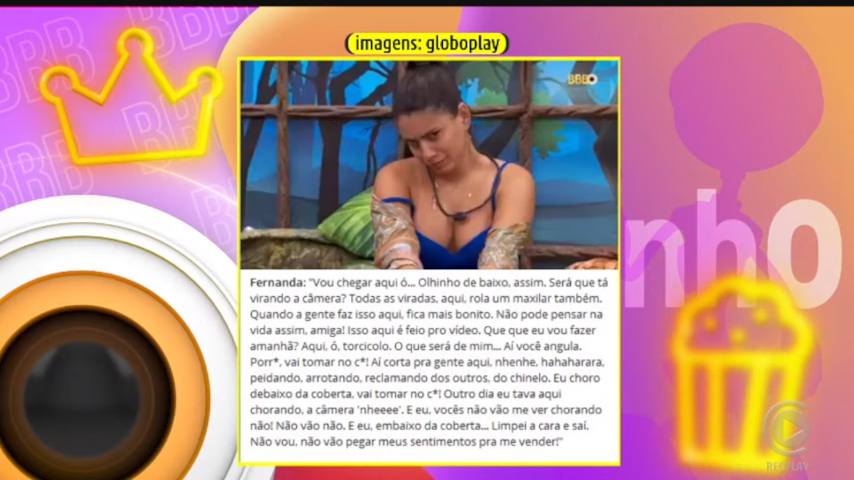 BBB
BBB
BBB
BBB
imagens: globoplay
BBB
nho
Fernanda: "Vou chegar aqui ó... Olhinho de baixo, assim. Será que tá
virando a câmera? Todas as viradas, aqui, rola um maxilar também.
Quando a gente faz isso aqui, fica mais bonito. Não pode pensar na
vida assim, amiga! Isso aqui é feio pro vídeo. Que que eu vou fazer
amanhã? Aqui, ó, torcicolo. O que será de mim... Aí você angula.
Porr*, vai tomar no c*! Aí corta pra gente aqui, nhenhe, hahaharara,
peidando, arrotando, reclamando dos outros, do chinelo. Eu choro
debaixo da coberta, vai tomar no c*! Outro dia eu tava aqui
chorando, a câmera 'nheeee'. E eu, vocês não vão me ver chorando
não! Não vão não. E eu, embaixo da coberta... Limpei a cara e saí.
Não vou, não vão pegar meus sentimentos pra me vender!"
RECPLAY